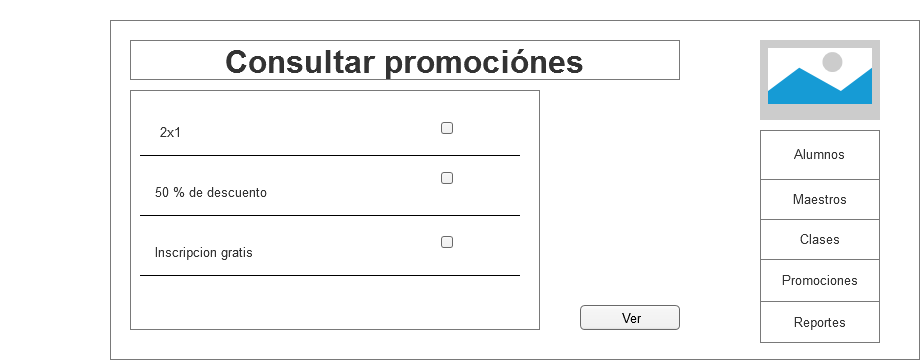 Consultar promociónes
2x1
50 % de descuento
Inscripcion gratis
Ver
Alumnos
Maestros
Clases
Promociones
Reportes